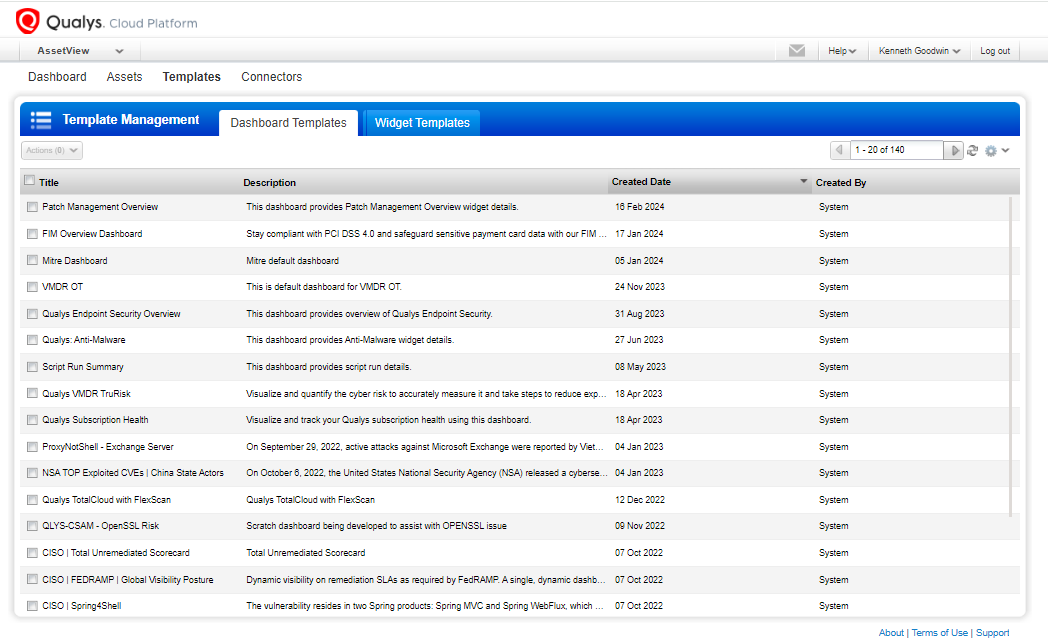 Qualys. Cloud Platform
AssetView
Help
Kenneth Goodwin
Log out
Dashboard Assets Templates Connectors
Template Management Dashboard Templates Widget Templates
Actions (0) 1 - 20 of 140
Title Description Created Date Created By
Patch Management Overview This dashboard provides Patch Management Overview widget details. 16 Feb 2024 System
FIM Overview Dashboard Stay compliant with PCI DSS 4.0 and safeguard sensitive payment card data with our FIM ... 17 Jan 2024 System
Mitre Dashboard Mitre default dashboard 05 Jan 2024 System
VMDR OT This is default dashboard for VMDR OT. 24 Nov 2023 System
Qualys Endpoint Security Overview This dashboard provides overview of Qualys Endpoint Security. 31 Aug 2023 System
Qualys: Anti-Malware This dashboard provides Anti-Malware widget details. 27 Jun 2023 System
Script Run Summary This dashboard provides script run details. 08 May 2023 System
Qualys VMDR TruRisk Visualize and quantify the cyber risk to accurately measure it and take steps to reduce exp... 18 Apr 2023 System
Qualys Subscription Health Visualize and track your Qualys subscription health using this dashboard. 18 Apr 2023 System
ProxyNotShell - Exchange Server On September 29, 2022, active attacks against Microsoft Exchange were reported by Viet... 04 Jan 2023 System
NSA TOP Exploited CVEs | China State Actors On October 6, 2022, the United States National Security Agency (NSA) released a cyberse... 04 Jan 2023 System
Qualys TotalCloud with FlexScan Qualys TotalCloud with FlexScan 12 Dec 2022 System
QLYS-CSAM - OpenSSL Risk Scratch dashboard being developed to assist with OPENSSL issue 09 Nov 2022 System
CISO | Total Unremediated Scorecard Total Unremediated Scorecard 07 Oct 2022 System
CISO | FEDRAMP | Global Visibility Posture Dynamic visibility on remediation SLAs as required by FedRAMP. A single, dynamic dashb... 07 Oct 2022 System
CISO | Spring4Shell The vulnerability resides in two Spring products: Spring MVC and Spring WebFlux, which ... 07 Oct 2022 System
About | Terms of Use | Support